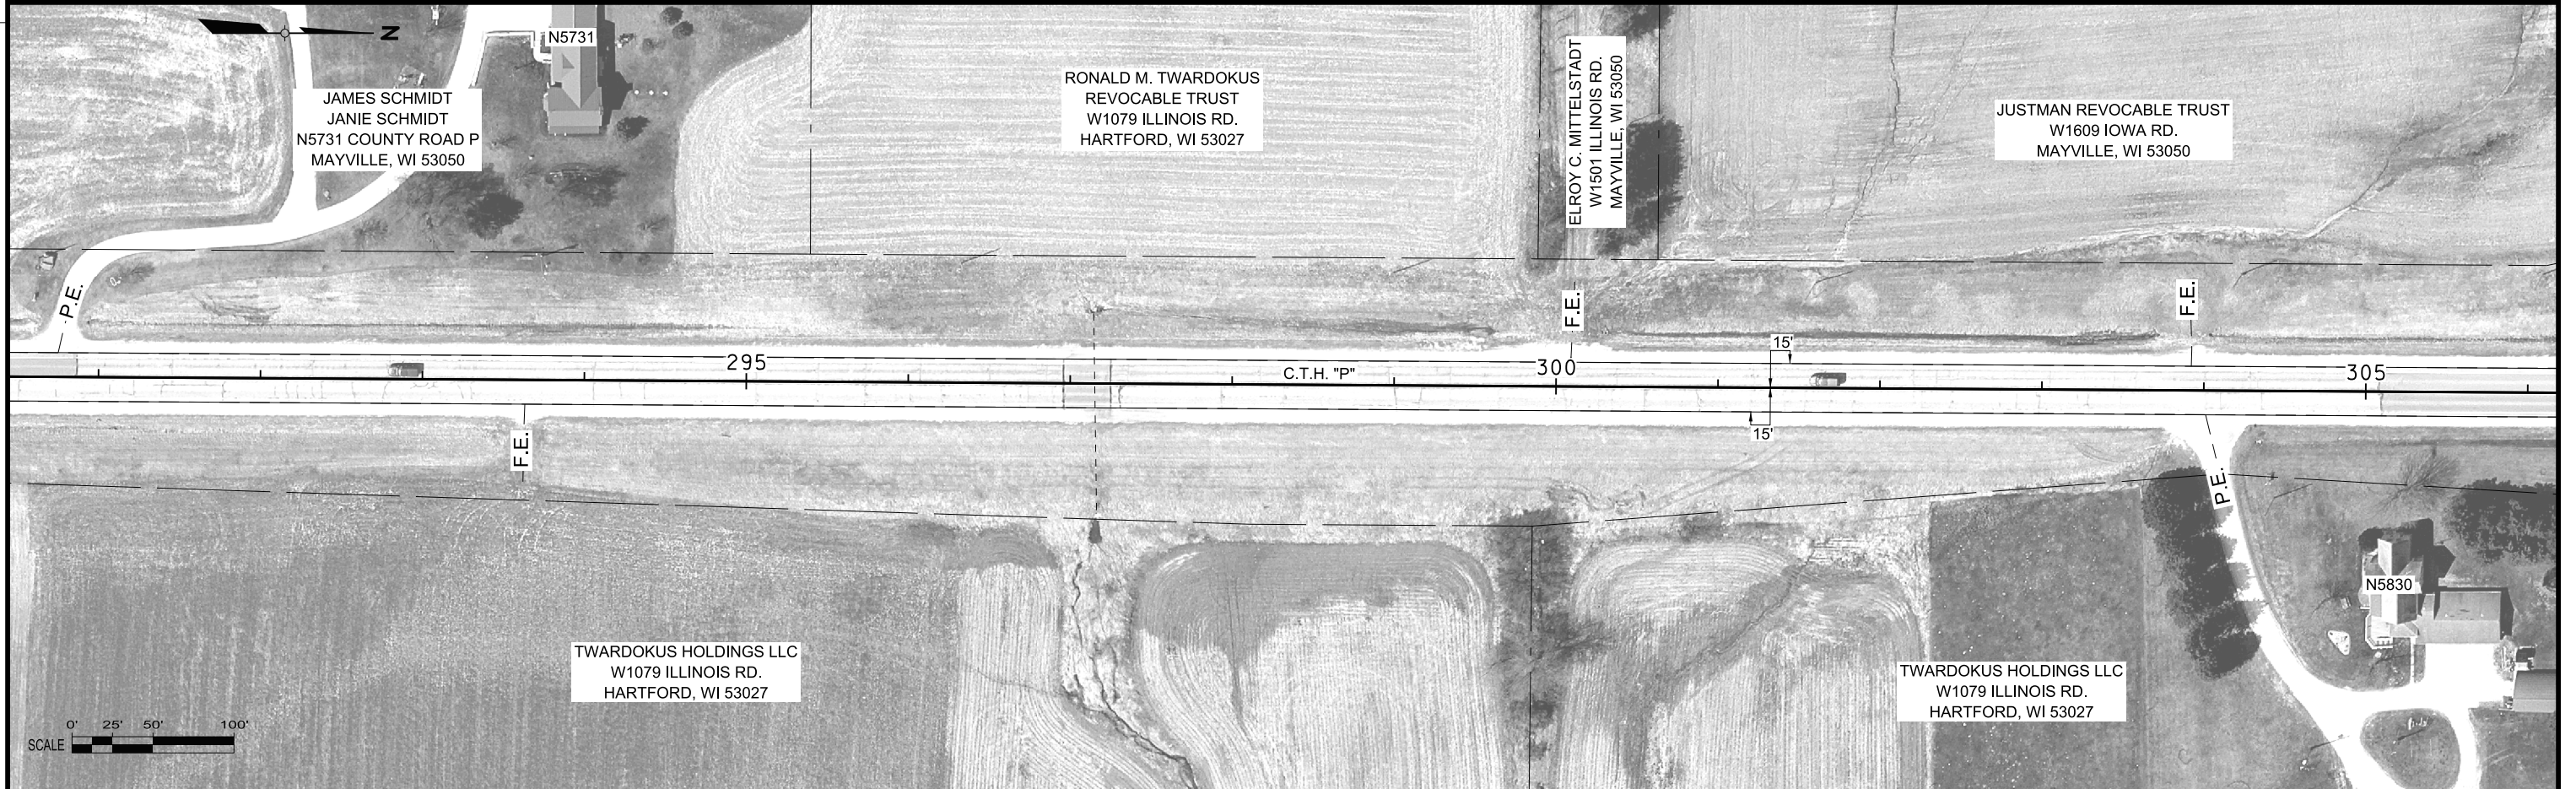 N
N5731
JAMES SCHMIDT
JANIE SCHMIDT
N5731 COUNTY ROAD P
MAYVILLE, WI 53050
RONALD M. TWARDOKUS
REVOCABLE TRUST
W1079 ILLINOIS RD.
HARTFORD, WI 53027
ELROY C. MITTELSTADT
W1501 ILLINOIS RD.
MAYVILLE, WI 53050
JUSTMAN REVOCABLE TRUST
W1609 IOWA RD.
MAYVILLE, WI 53050
P.E.
F.E.
F.E.
295
C.T.H. "P"
300
15'
305
15'
F.E.
P.E.
N5830
TWARDOKUS HOLDINGS LLC
W1079 ILLINOIS RD.
HARTFORD, WI 53027
TWARDOKUS HOLDINGS LLC
W1079 ILLINOIS RD.
HARTFORD, WI 53027
0' 25' 50' 100'
SCALE